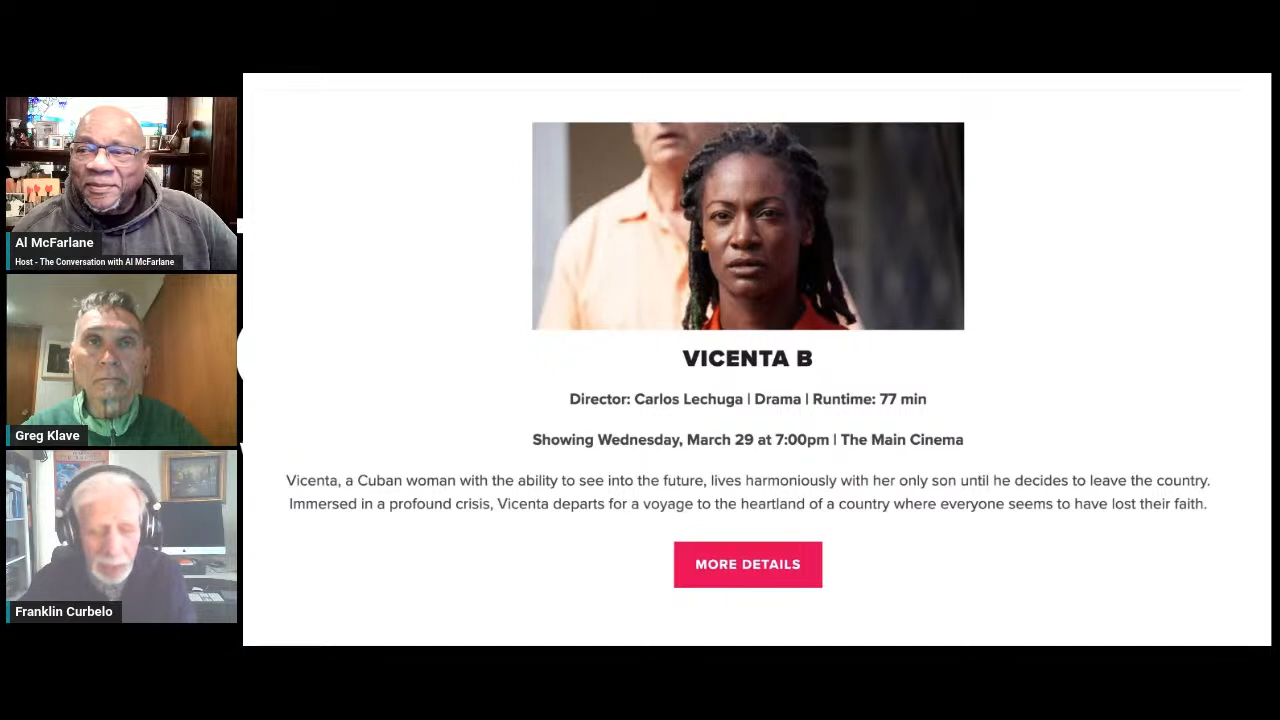 Al McFarlane
Host - The Conversation with Al McFarlane
Greg Klave
Franklin Curbelo
VICENTA B
Director: Carlos Lechuga | Drama | Runtime: 77 min
Showing Wednesday, March 29 at 7:00pm | The Main Cinema
Vicenta, a Cuban woman with the ability to see into the future, lives harmoniously with her only son until he decides to leave the country.
Immersed in a profound crisis, Vicenta departs for a voyage to the heartland of a country where everyone seems to have lost their faith.
MORE DETAILS